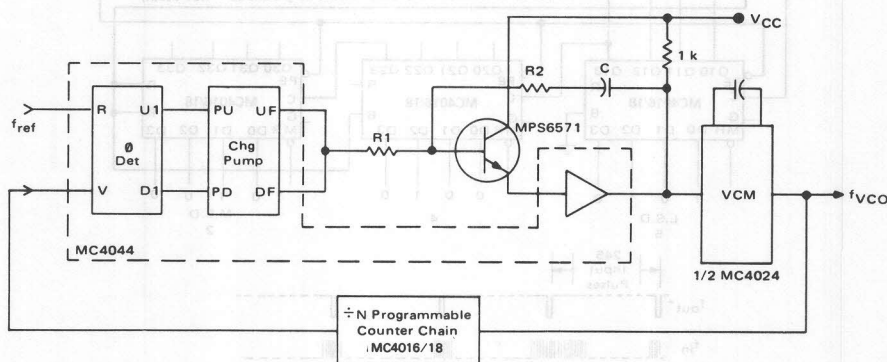 VCC
1 k
R2
C
MPS6571
fref
R
U1
PU
UF
R1
Ø
Det
Chg
Pump
V
D1
PD
DF
MC4044
VCM
fVCO
1/2 MC4024
÷N Programmable
Counter Chain
MC4016/18